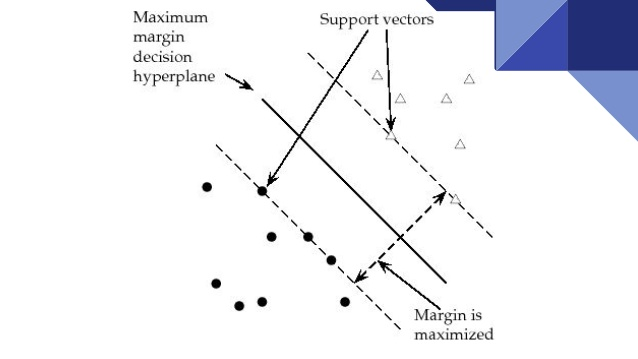 Maximum
margin
decision
hyperplane
Support vectors
Margin is
maximized